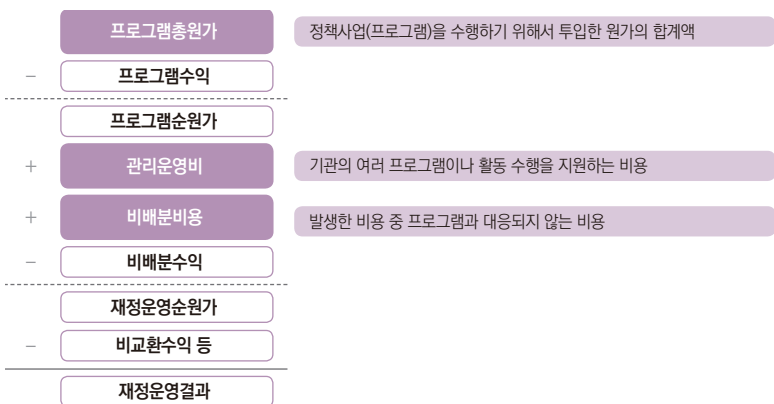 프로그램총원가 정책사업(프로그램)을 수행하기 위해서 투입한 원가의 합계액
− 프로그램수익
프로그램순원가
+ 관리운영비 기관의 여러 프로그램이나 활동 수행을 지원하는 비용
+ 비배분비용 발생한 비용 중 프로그램과 대응되지 않는 비용
− 비배분수익
재정운영순원가
− 비교환수익 등
재정운영결과